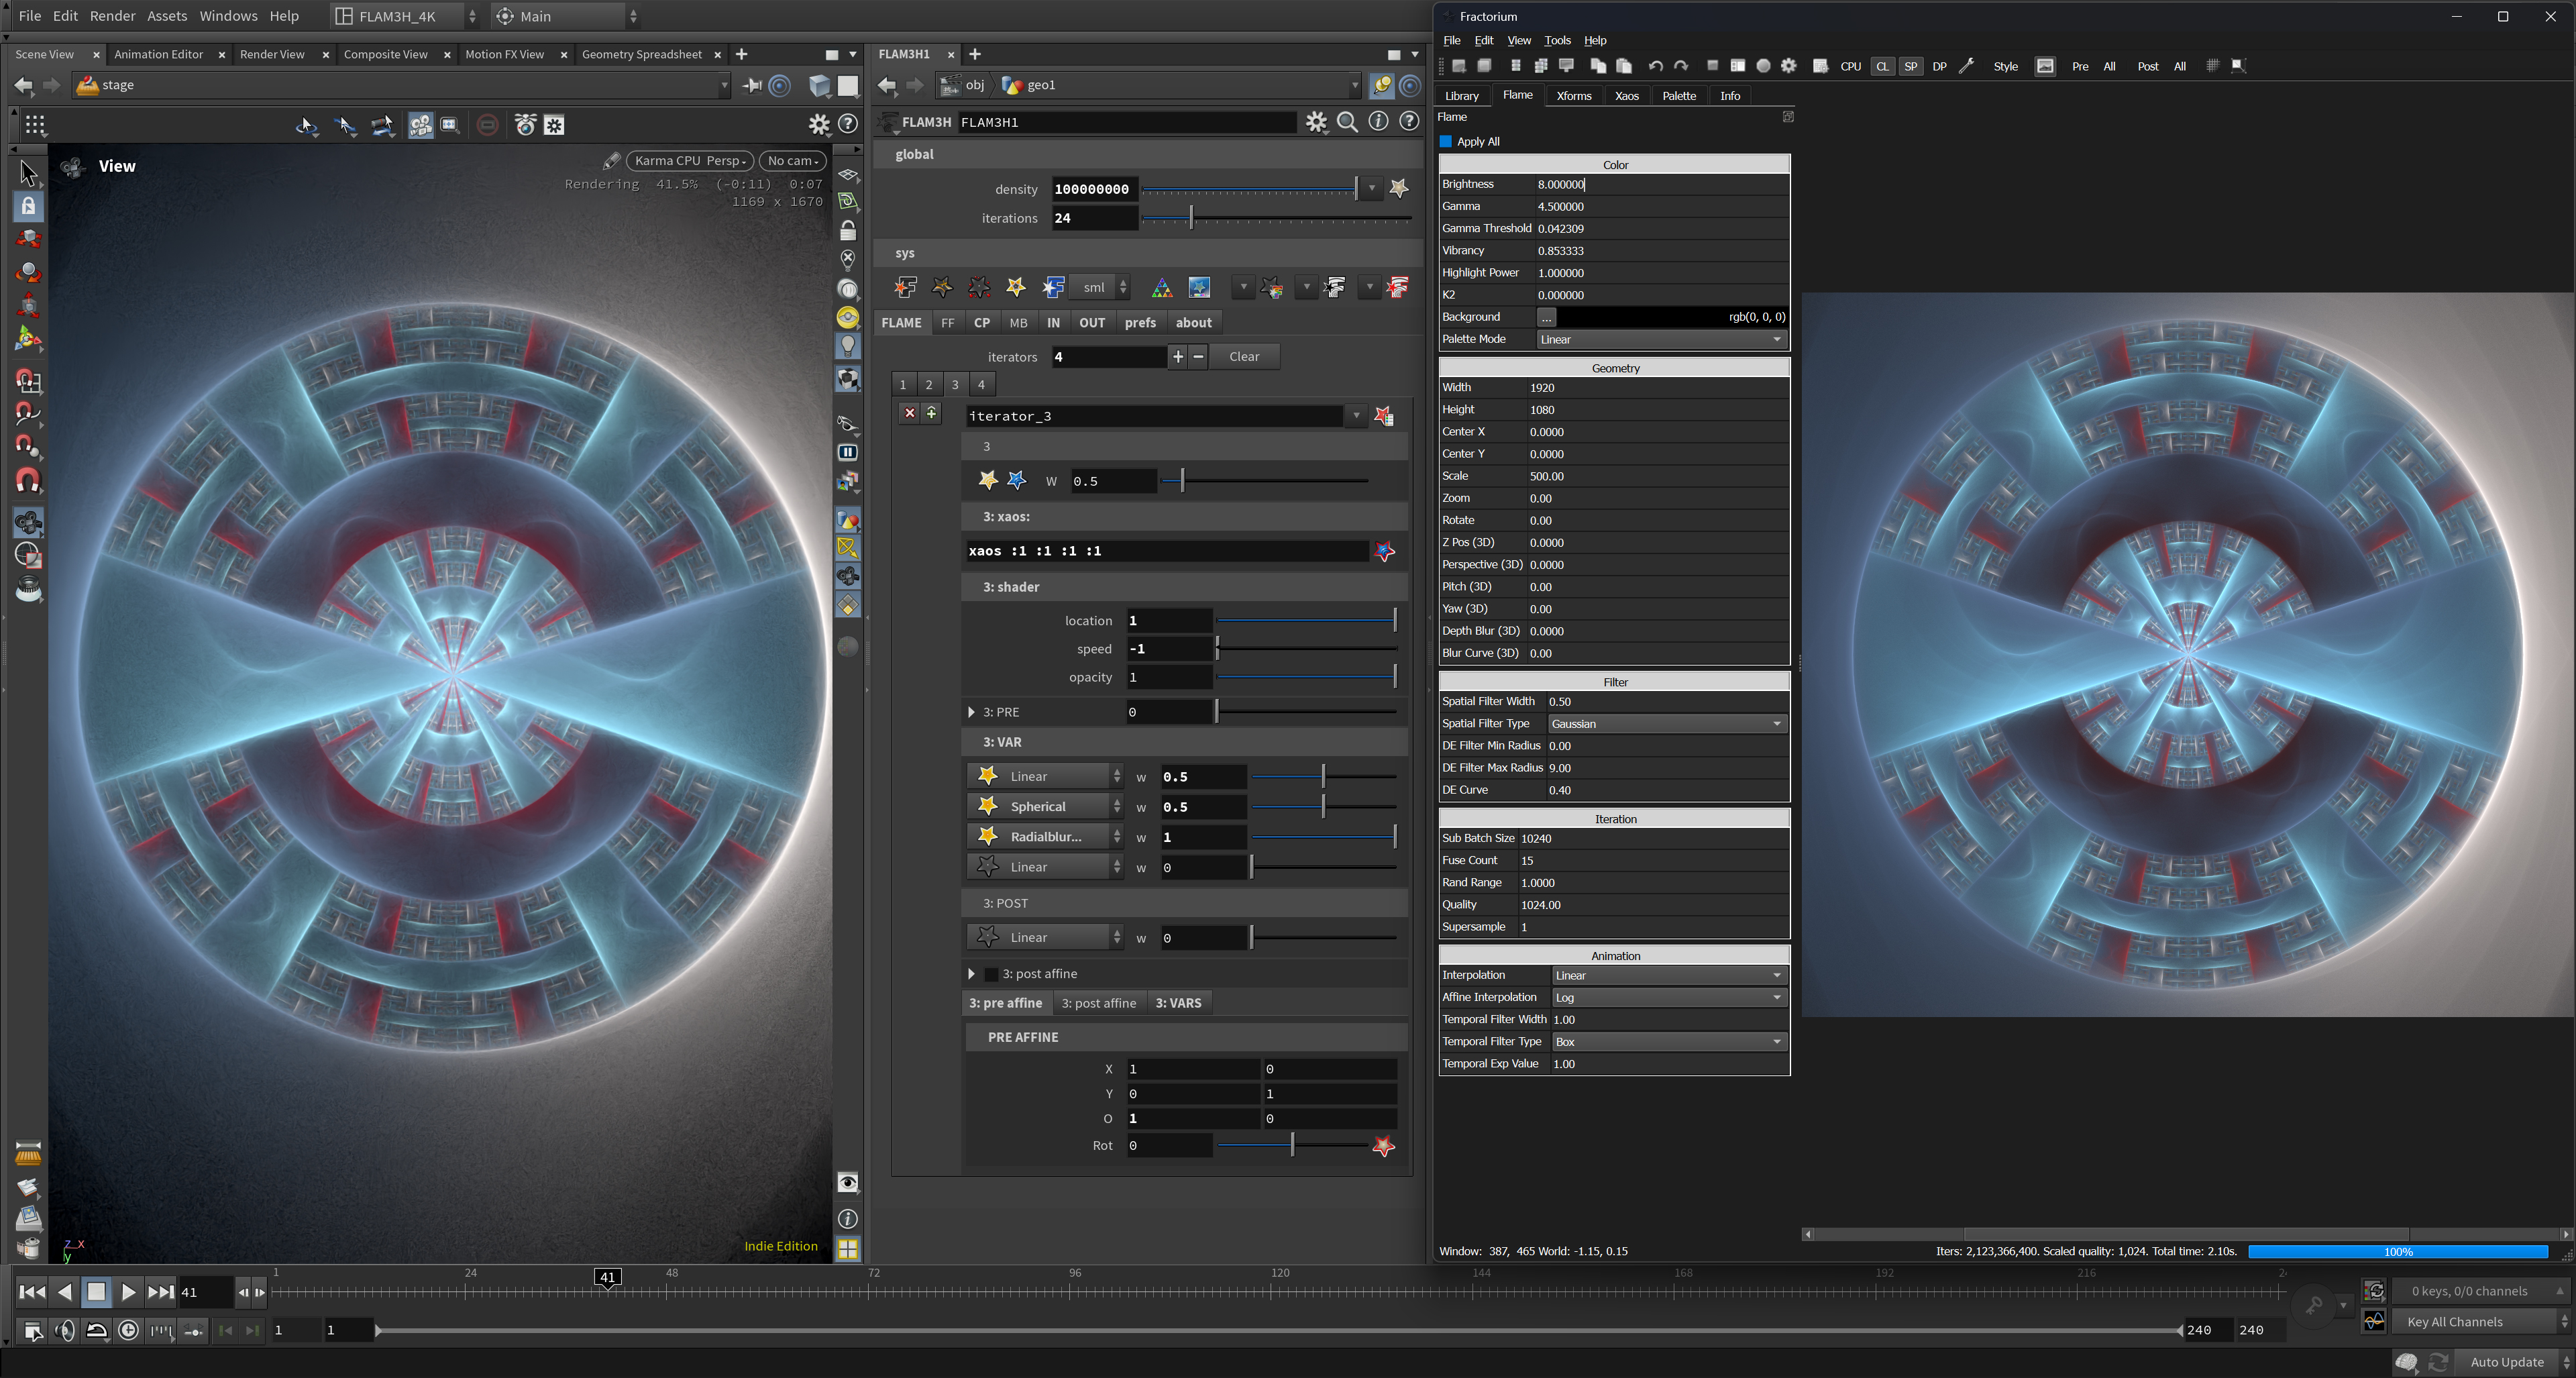 File Edit Render Assets Windows Help FLAM3H_4K Main
Scene View Animation Editor Render View Composite View Motion FX View Geometry Spreadsheet
stage
View
Karma CPU Persp No cam
Rendering 41.5% (-0:11) 0:07
1169 x 1670
Indie Edition
z x
y
FLAM3H1
obj geo1
FLAM3H FLAM3H1
global
density 100000000
iterations 24
sys
sml
FLAME FF CP MB IN OUT prefs about
iterators 4 Clear
1 2 3 4
iterator_3
3
W 0.5
3: xaos:
xaos :1 :1 :1 :1
3: shader
location 1
speed -1
opacity 1
3: PRE 0
3: VAR
Linear w 0.5
Spherical w 0.5
Radialblur... w 1
Linear w 0
3: POST
Linear w 0
3: post affine
3: pre affine 3: post affine 3: VARS
PRE AFFINE
X 1 0
Y 0 1
O 1 0
Rot 0
Fractorium
File Edit View Tools Help
CPU CL SP DP Style Pre All Post All
Library Flame Xforms Xaos Palette Info
Flame
Apply All
Color
Brightness 8.000000
Gamma 4.500000
Gamma Threshold 0.042309
Vibrancy 0.853333
Highlight Power 1.000000
K2 0.000000
Background ... rgb(0, 0, 0)
Palette Mode Linear
Geometry
Width 1920
Height 1080
Center X 0.0000
Center Y 0.0000
Scale 500.00
Zoom 0.00
Rotate 0.00
Z Pos (3D) 0.0000
Perspective (3D) 0.0000
Pitch (3D) 0.00
Yaw (3D) 0.00
Depth Blur (3D) 0.0000
Blur Curve (3D) 0.00
Filter
Spatial Filter Width 0.50
Spatial Filter Type Gaussian
DE Filter Min Radius 0.00
DE Filter Max Radius 9.00
DE Curve 0.40
Iteration
Sub Batch Size 10240
Fuse Count 15
Rand Range 1.0000
Quality 1024.00
Supersample 1
Animation
Interpolation Linear
Affine Interpolation Log
Temporal Filter Width 1.00
Temporal Filter Type Box
Temporal Exp Value 1.00
Window: 387, 465 World: -1.15, 0.15
Iters: 2,123,366,400. Scaled quality: 1,024. Total time: 2.10s. 100%
1 24 41 48 72 96 120 144 168 192 216
41
0 keys, 0/0 channels
1 1 240 240
Key All Channels
Auto Update